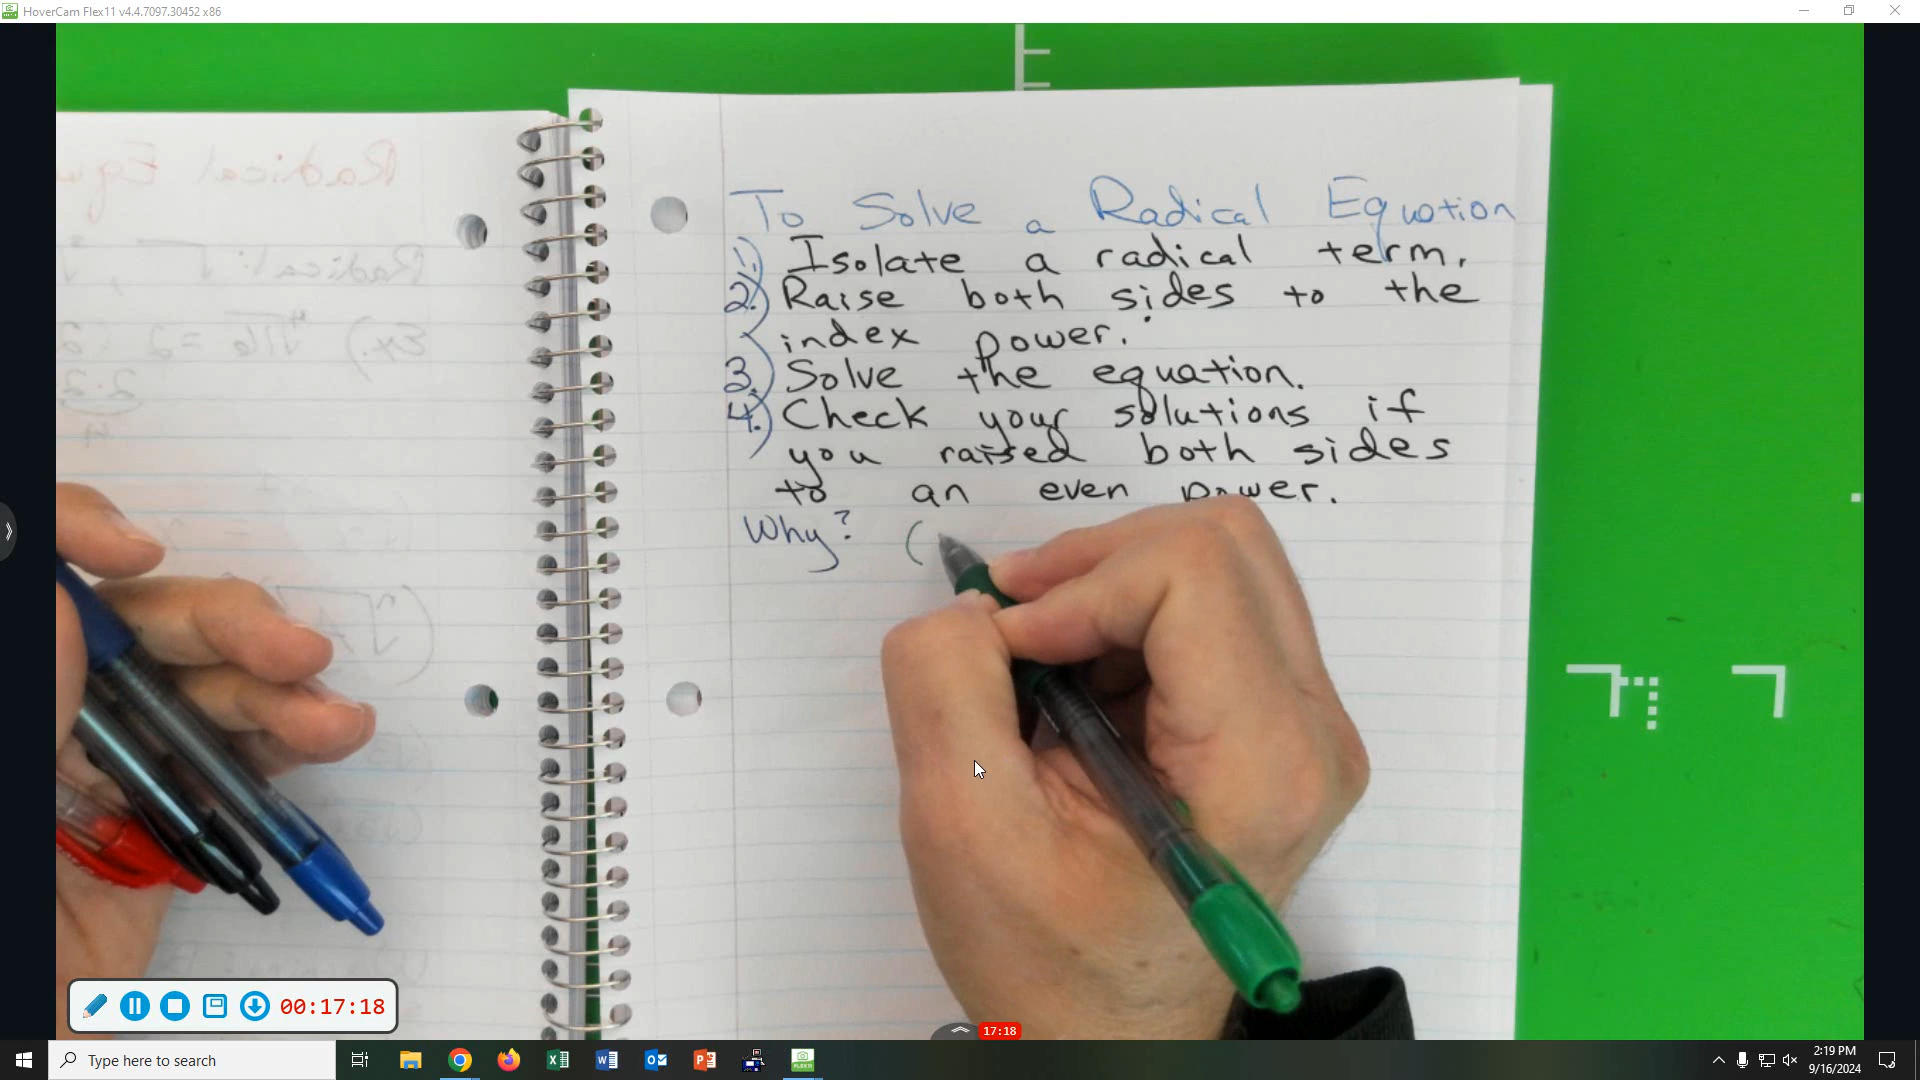 HoverCam Flex11 v4.4.7097.30452 x86
To Solve a Radical Equation
1.) Isolate a radical term.
2.) Raise both sides to the
index power.
3.) Solve the equation.
4.) Check your solutions if
you raised both sides
to an even power.
Why? (
00:17:18
17:18
Type here to search
2:19 PM
9/16/2024